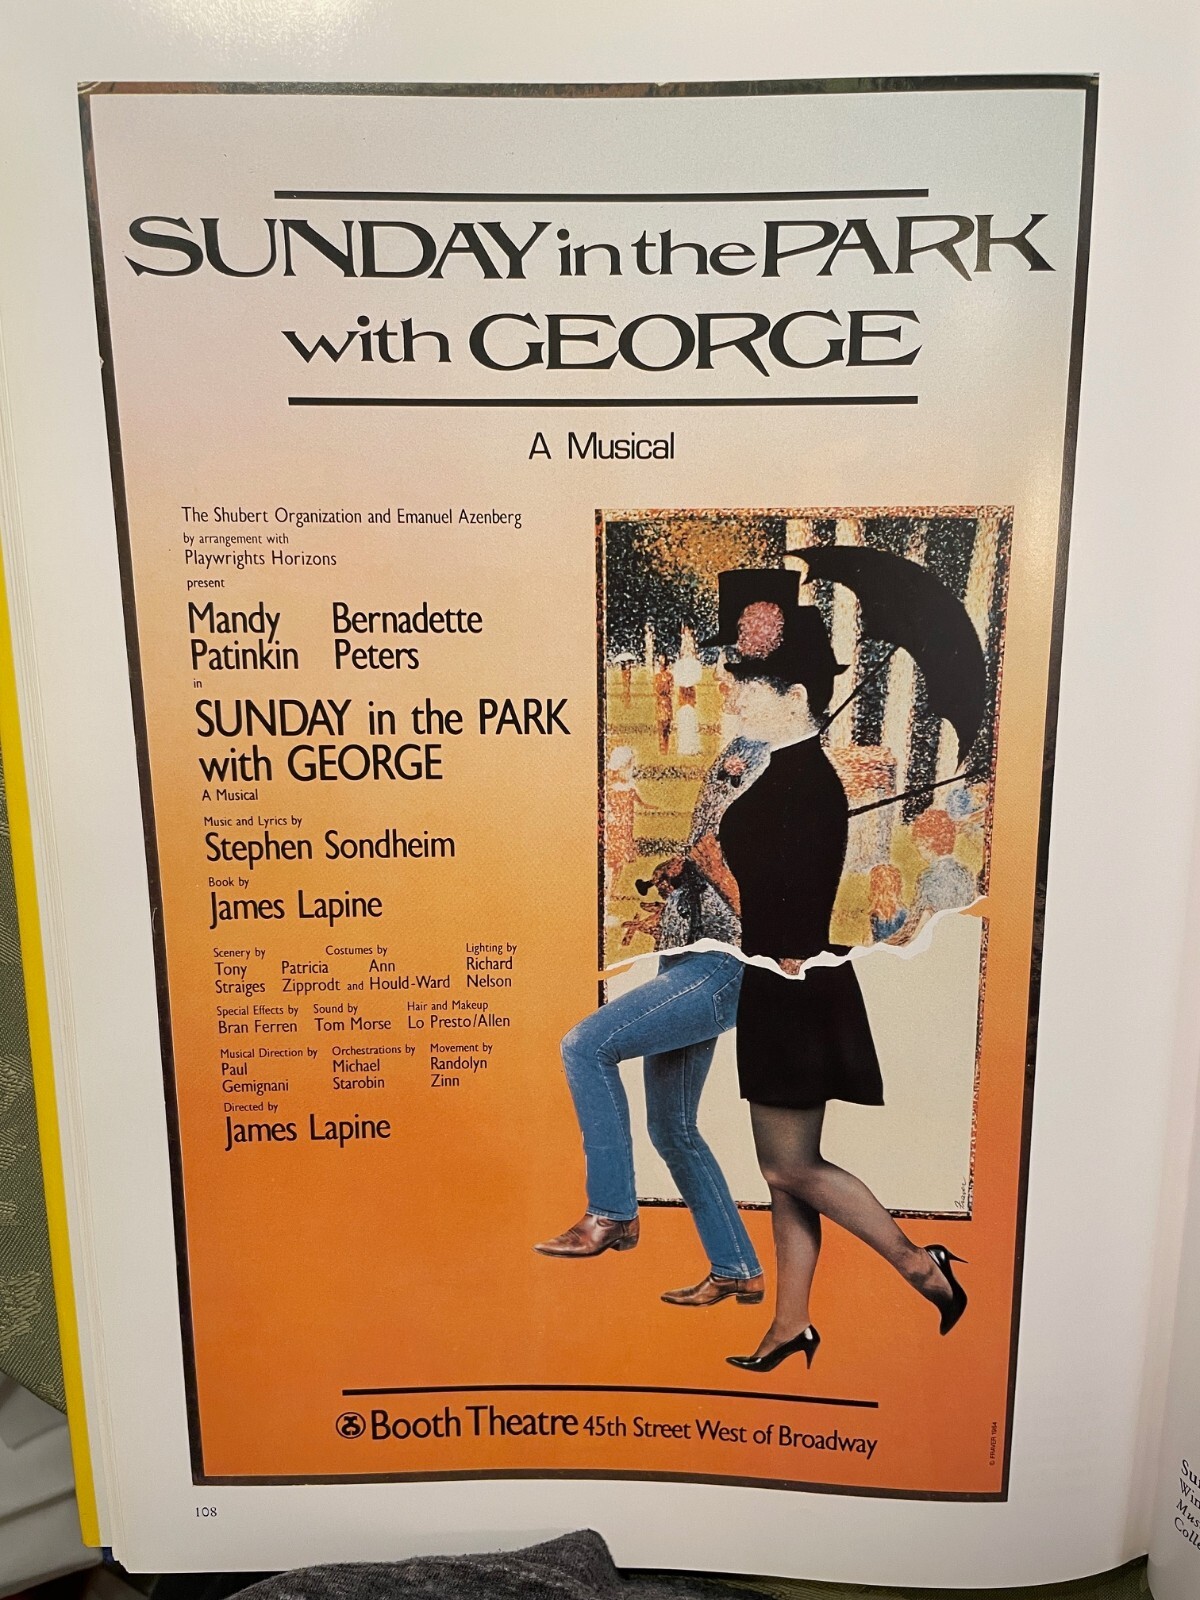 SUNDAY in the PARK
with GEORGE
A Musical
The Shubert Organization and Emanuel Azenberg
by arrangement with
Playwrights Horizons
present
Mandy Patinkin
Bernadette Peters
in
SUNDAY in the PARK
with GEORGE
A Musical
Music and Lyrics by
Stephen Sondheim
Book by
James Lapine
Scenery by
Tony
Straiges
Costumes by
Patricia Ann
Zipprodt and Hould-Ward
Lighting by
Richard
Nelson
Special Effects by
Bran Ferren
Sound by
Tom Morse
Hair and Makeup
Lo Presto/Allen
Musical Direction by
Paul
Gemignani
Orchestrations by
Michael
Starobin
Movement by
Randolyn
Zinn
Directed by
James Lapine
Fraver
Booth Theatre 45th Street West of Broadway
© FRAVER 1984
108